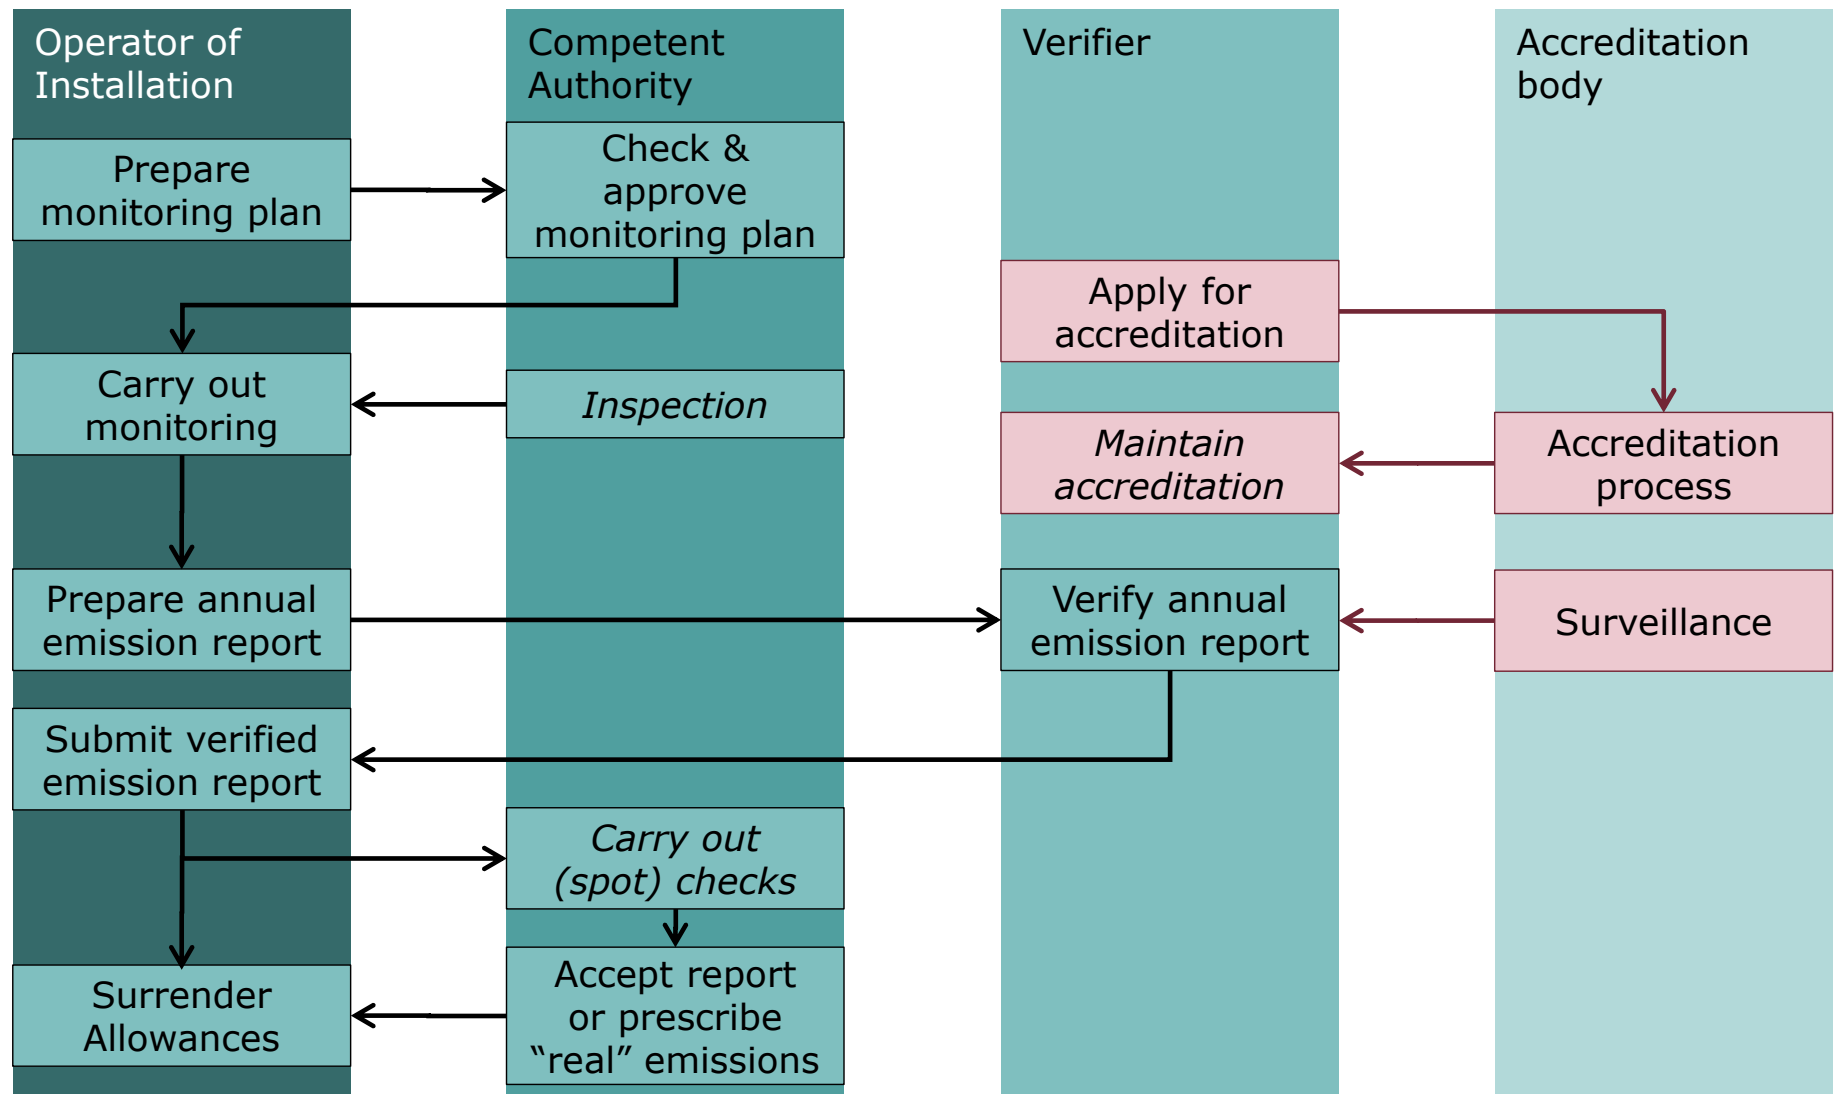 Operator of
Installation
Competent
Authority
Verifier
Accreditation
body
Prepare
monitoring plan
Check &
approve
monitoring plan
Apply for
accreditation
Carry out
monitoring
Inspection
Maintain
accreditation
Accreditation
process
Prepare annual
emission report
Verify annual
emission report
Surveillance
Submit verified
emission report
Carry out
(spot) checks
Surrender
Allowances
Accept report
or prescribe
“real” emissions